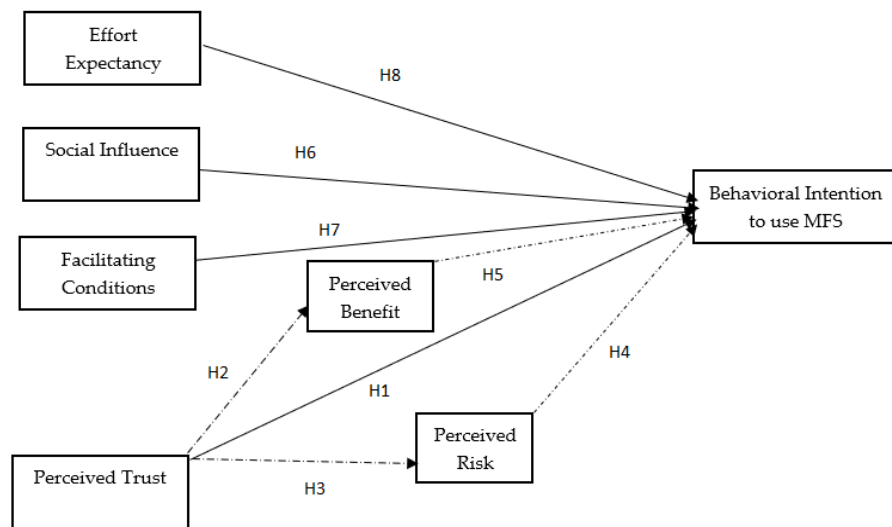 Effort
Expectancy
H8
Social Influence
H6
Behavioral Intention
to use MFS
H7
Facilitating
Conditions
Perceived
Benefit
H5
H4
H2
H1
Perceived
Risk
Perceived Trust
H3